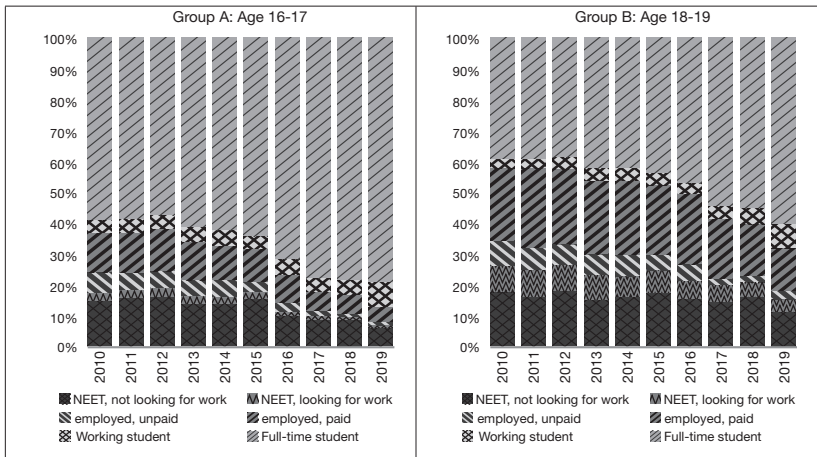 Group A: Age 16-17
100%
90%
80%
70%
60%
50%
40%
30%
20%
10%
0%
2010 2011 2012 2013 2014 2015 2016 2017 2018 2019
NEET, not looking for work NEET, looking for work
employed, unpaid employed, paid
Working student Full-time student
Group B: Age 18-19
100%
90%
80%
70%
60%
50%
40%
30%
20%
10%
0%
2010 2011 2012 2013 2014 2015 2016 2017 2018 2019
NEET, not looking for work NEET, looking for work
employed, unpaid employed, paid
Working student Full-time student